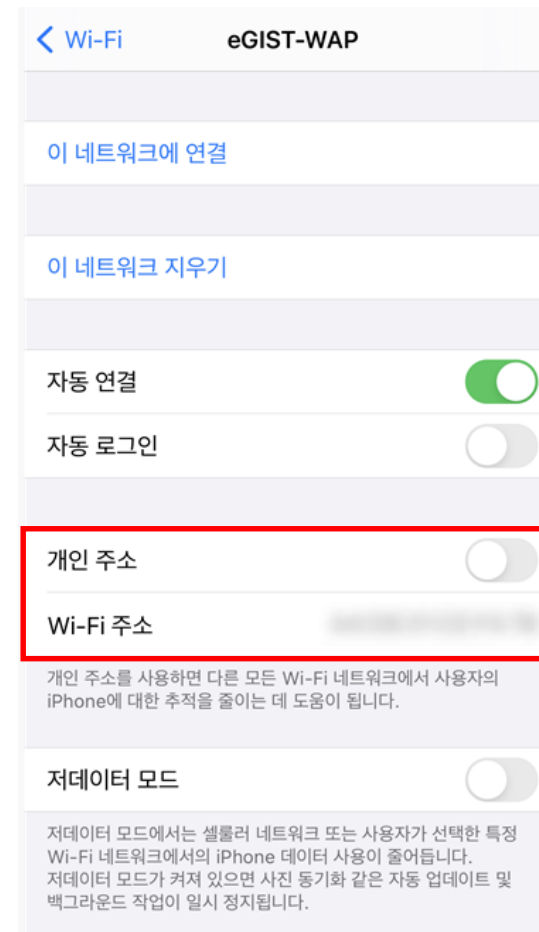 Wi-Fi
eGIST-WAP
이 네트워크에 연결
이 네트워크 지우기
자동 연결
자동 로그인
개인 주소
Wi-Fi 주소
개인 주소를 사용하면 다른 모든 Wi-Fi 네트워크에서 사용자의
iPhone에 대한 추적을 줄이는 데 도움이 됩니다.
저데이터 모드
저데이터 모드에서는 셀룰러 네트워크 또는 사용자가 선택한 특정
Wi-Fi 네트워크에서의 iPhone 데이터 사용이 줄어듭니다.
저데이터 모드가 켜져 있으면 사진 동기화 같은 자동 업데이트 및
백그라운드 작업이 일시 정지됩니다.